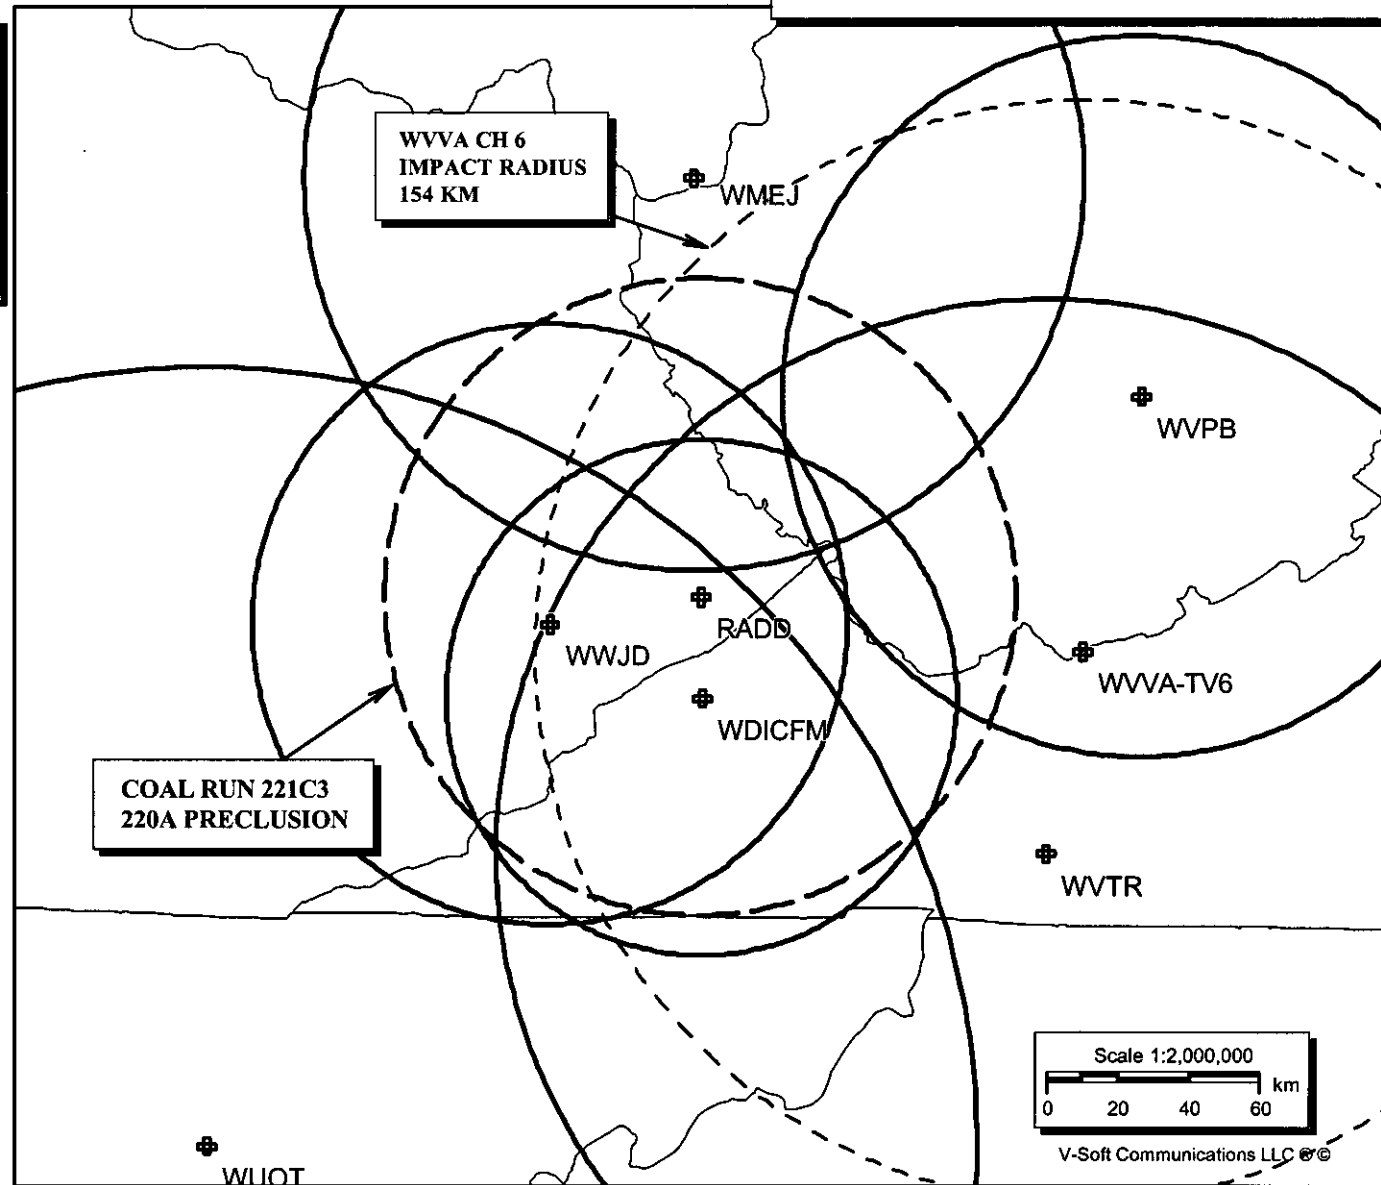 WVVA CH 6
IMPACT RADIUS
154 KM
WMEJ
WVPB
RADD
WWJD
WVVA-TV6
WDICFM
COAL RUN 221C3
220A PRECLUSION
WVTR
Scale 1:2,000,000
km
0 20 40 60
V-Soft Communications LLC ® ©
WUOT